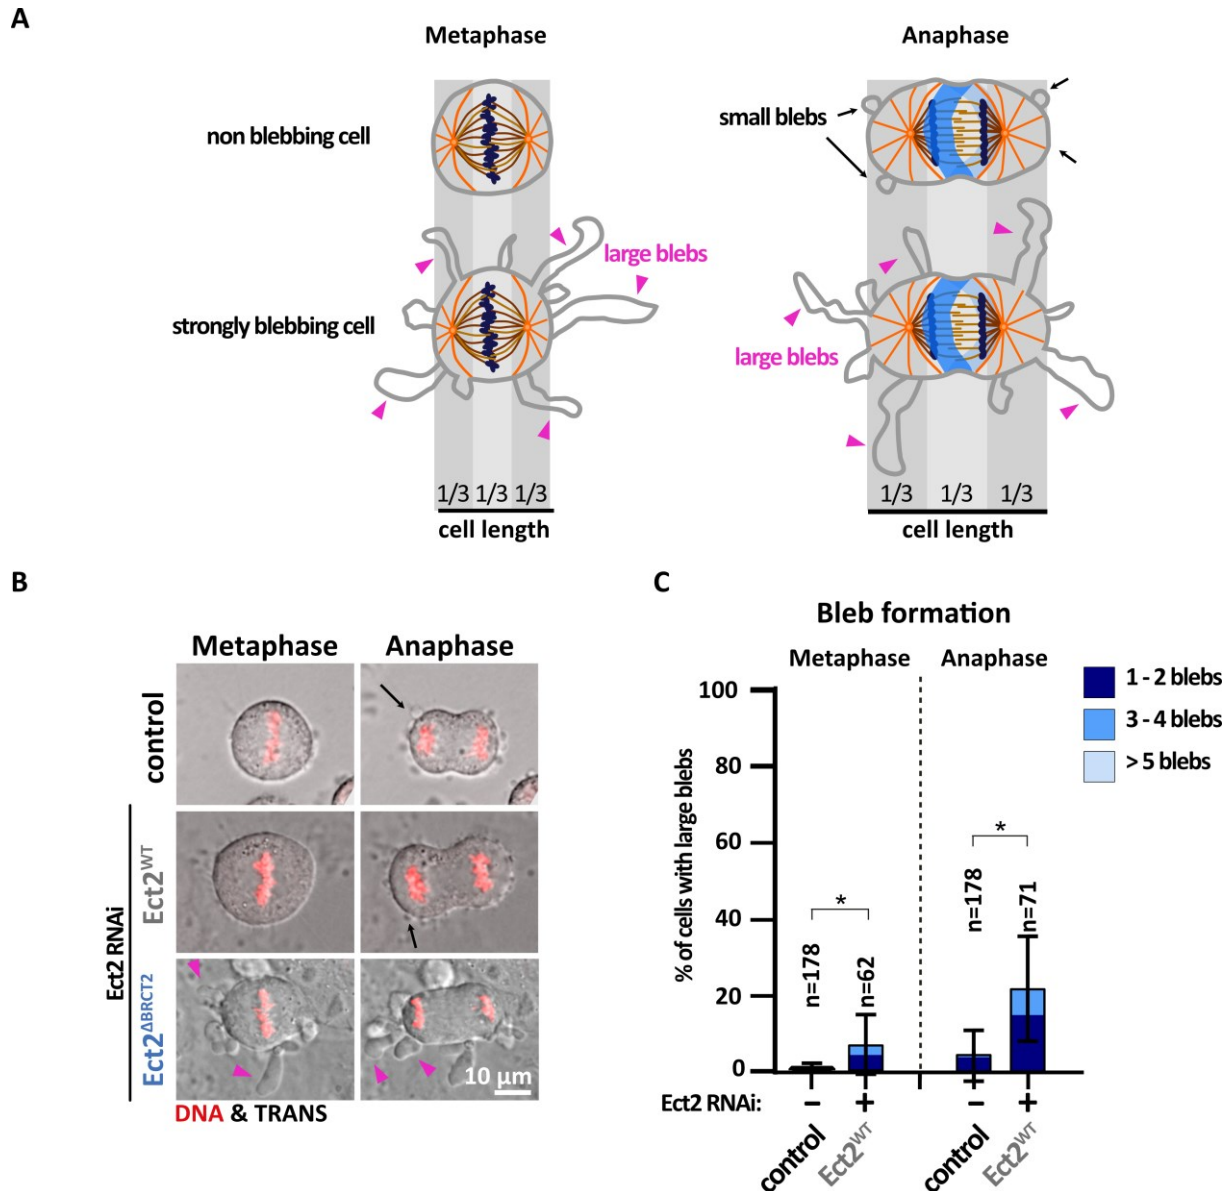 A
Metaphase
Anaphase
non blebbing cell
small blebs
large blebs
strongly blebbing cell
large blebs
1/3 1/3 1/3
1/3 1/3 1/3
cell length
cell length
B
Metaphase Anaphase
control
Ect2 RNAi
Ect2WT
Ect2ΔBRCT2
10 µm
DNA & TRANS
C
Bleb formation
Metaphase Anaphase
1 - 2 blebs
3 - 4 blebs
> 5 blebs
% of cells with large blebs
100
80
60
40
20
0
n=178
*
n=62
n=178
*
n=71
Ect2 RNAi: – + – +
control
Ect2WT
control
Ect2WT